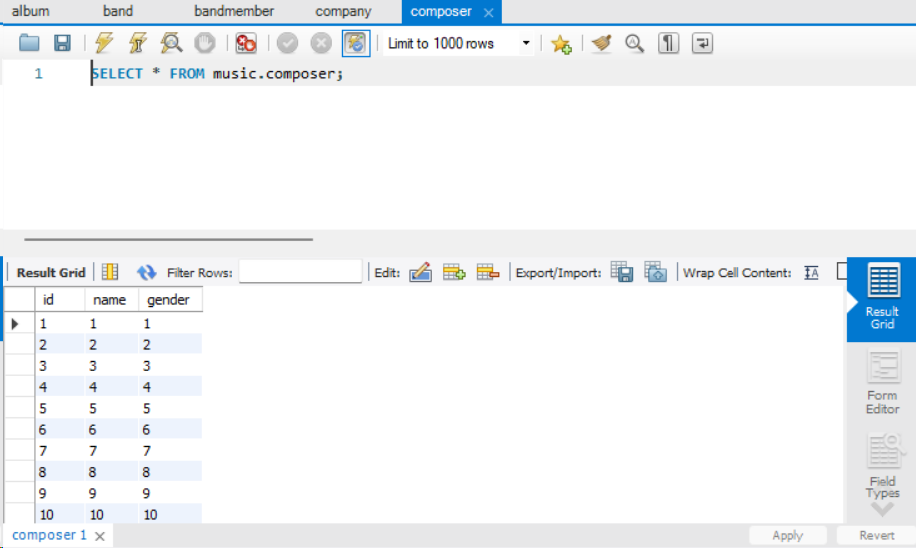 album band bandmember company composer
Limit to 1000 rows
1 SELECT * FROM music.composer;
Result Grid Filter Rows: Edit: Export/Import: Wrap Cell Content: IA
id name gender
1 1 1
2 2 2
3 3 3
4 4 4
5 5 5
6 6 6
7 7 7
8 8 8
9 9 9
10 10 10
Result
Grid
Form
Editor
Field
Types
composer 1 Apply Revert